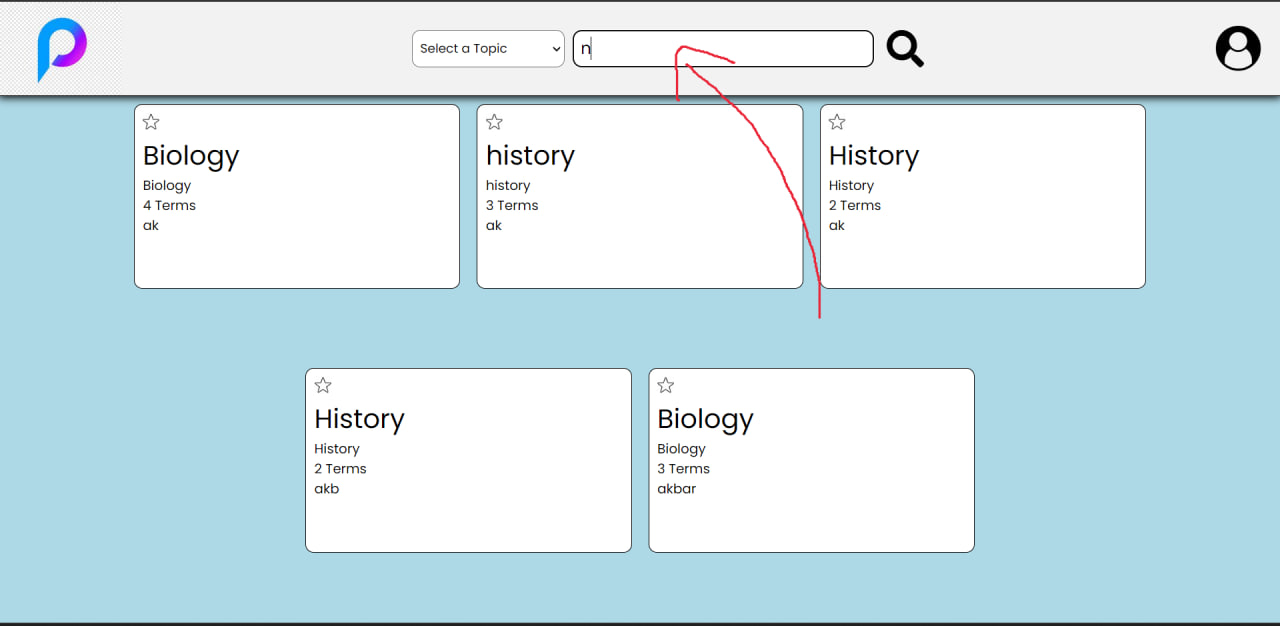 Select a Topic
n
Biology
Biology
4 Terms
ak
history
history
3 Terms
ak
History
History
2 Terms
ak
History
History
2 Terms
akb
Biology
Biology
3 Terms
akbar